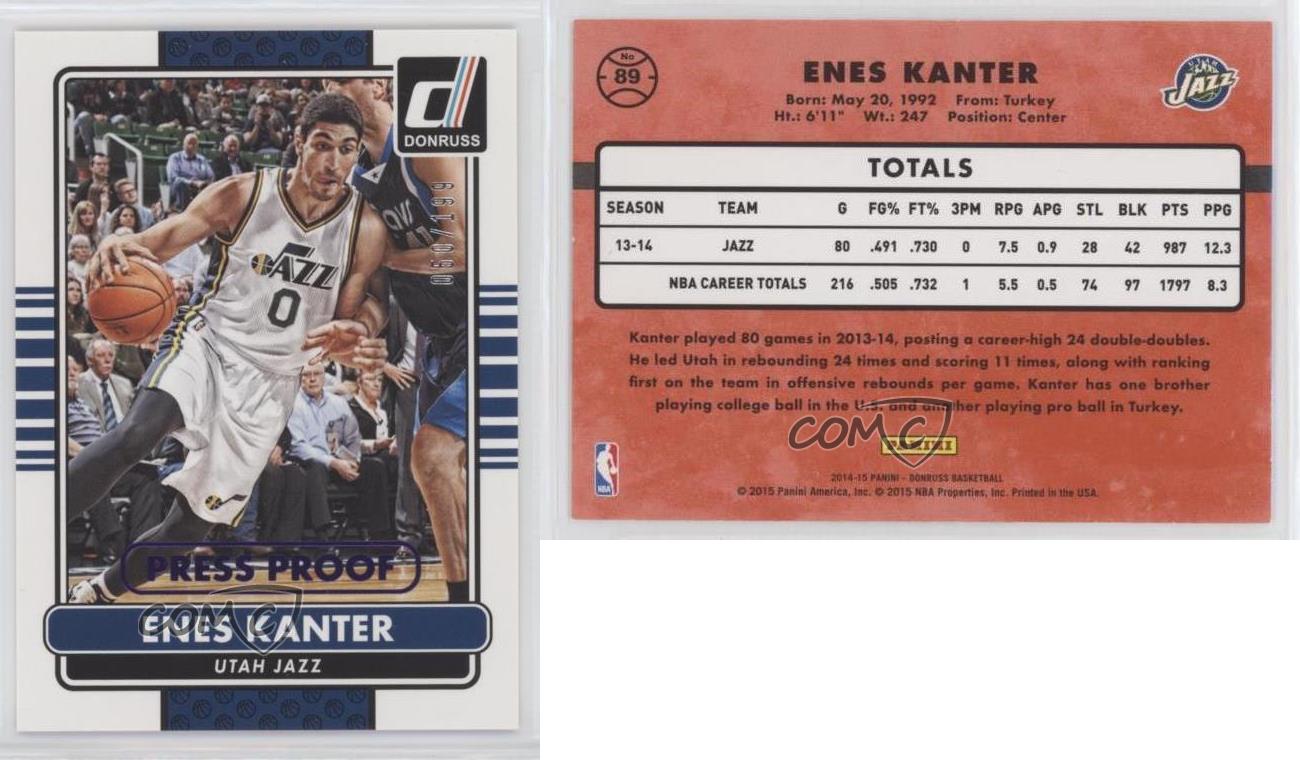 DONRUSS
050/199
JAZZ
0
PRESS PROOF
COMC
ENES KANTER
UTAH JAZZ
No
89
ENES KANTER
Born: May 20, 1992 From: Turkey
Ht.: 6'11" Wt.: 247 Position: Center
UTAH
JAZZ
TOTALS
SEASON TEAM G FG% FT% 3PM RPG APG STL BLK PTS PPG
13-14 JAZZ 80 .491 .730 0 7.5 0.9 28 42 987 12.3
NBA CAREER TOTALS 216 .505 .732 1 5.5 0.5 74 97 1797 8.3
Kanter played 80 games in 2013-14, posting a career-high 24 double-doubles.
He led Utah in rebounding 24 times and scoring 11 times, along with ranking
first on the team in offensive rebounds per game. Kanter has one brother
playing college ball in the U.S. and another playing pro ball in Turkey.
COMC
PANINI
NBA
2014-15 PANINI - DONRUSS BASKETBALL
© 2015 Panini America, Inc. © 2015 NBA Properties, Inc. Printed in the USA.